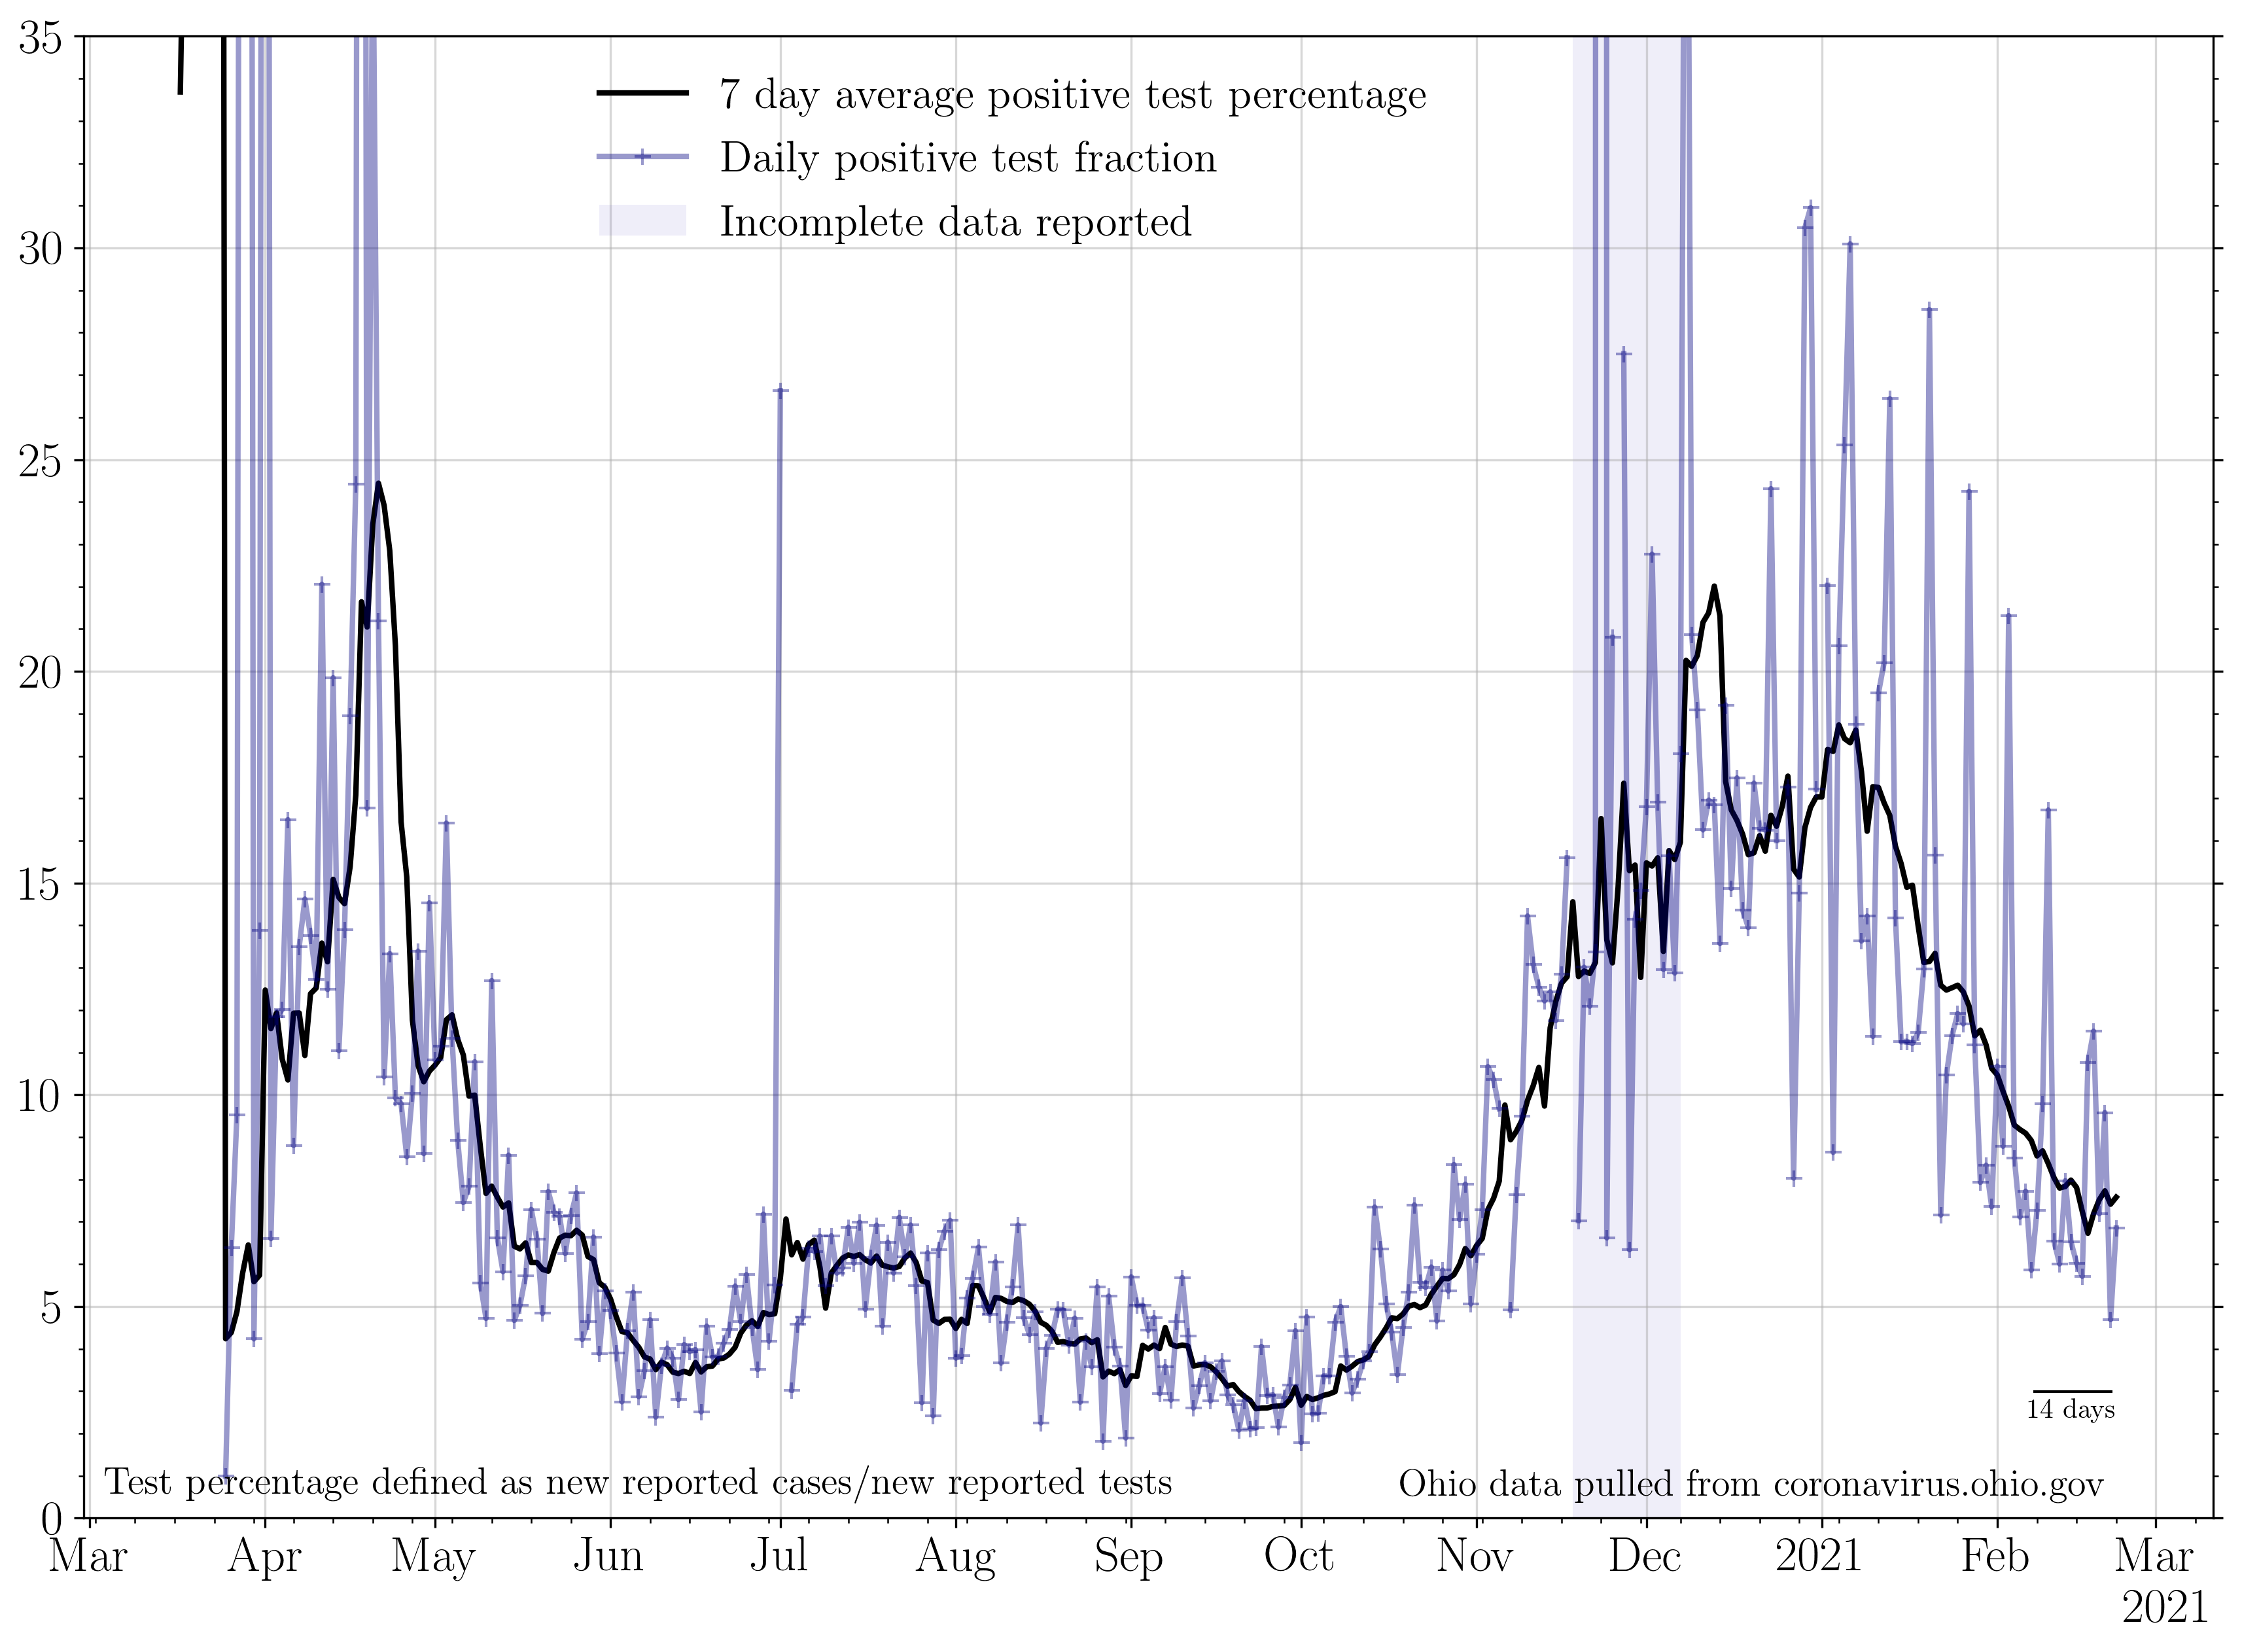 35
30
25
20
15
10
5
0
7 day average positive test percentage
Daily positive test fraction
Incomplete data reported
14 days
Test percentage defined as new reported cases/new reported tests
Ohio data pulled from coronavirus.ohio.gov
Mar Apr May Jun Jul Aug Sep Oct Nov Dec 2021 Feb Mar
2021